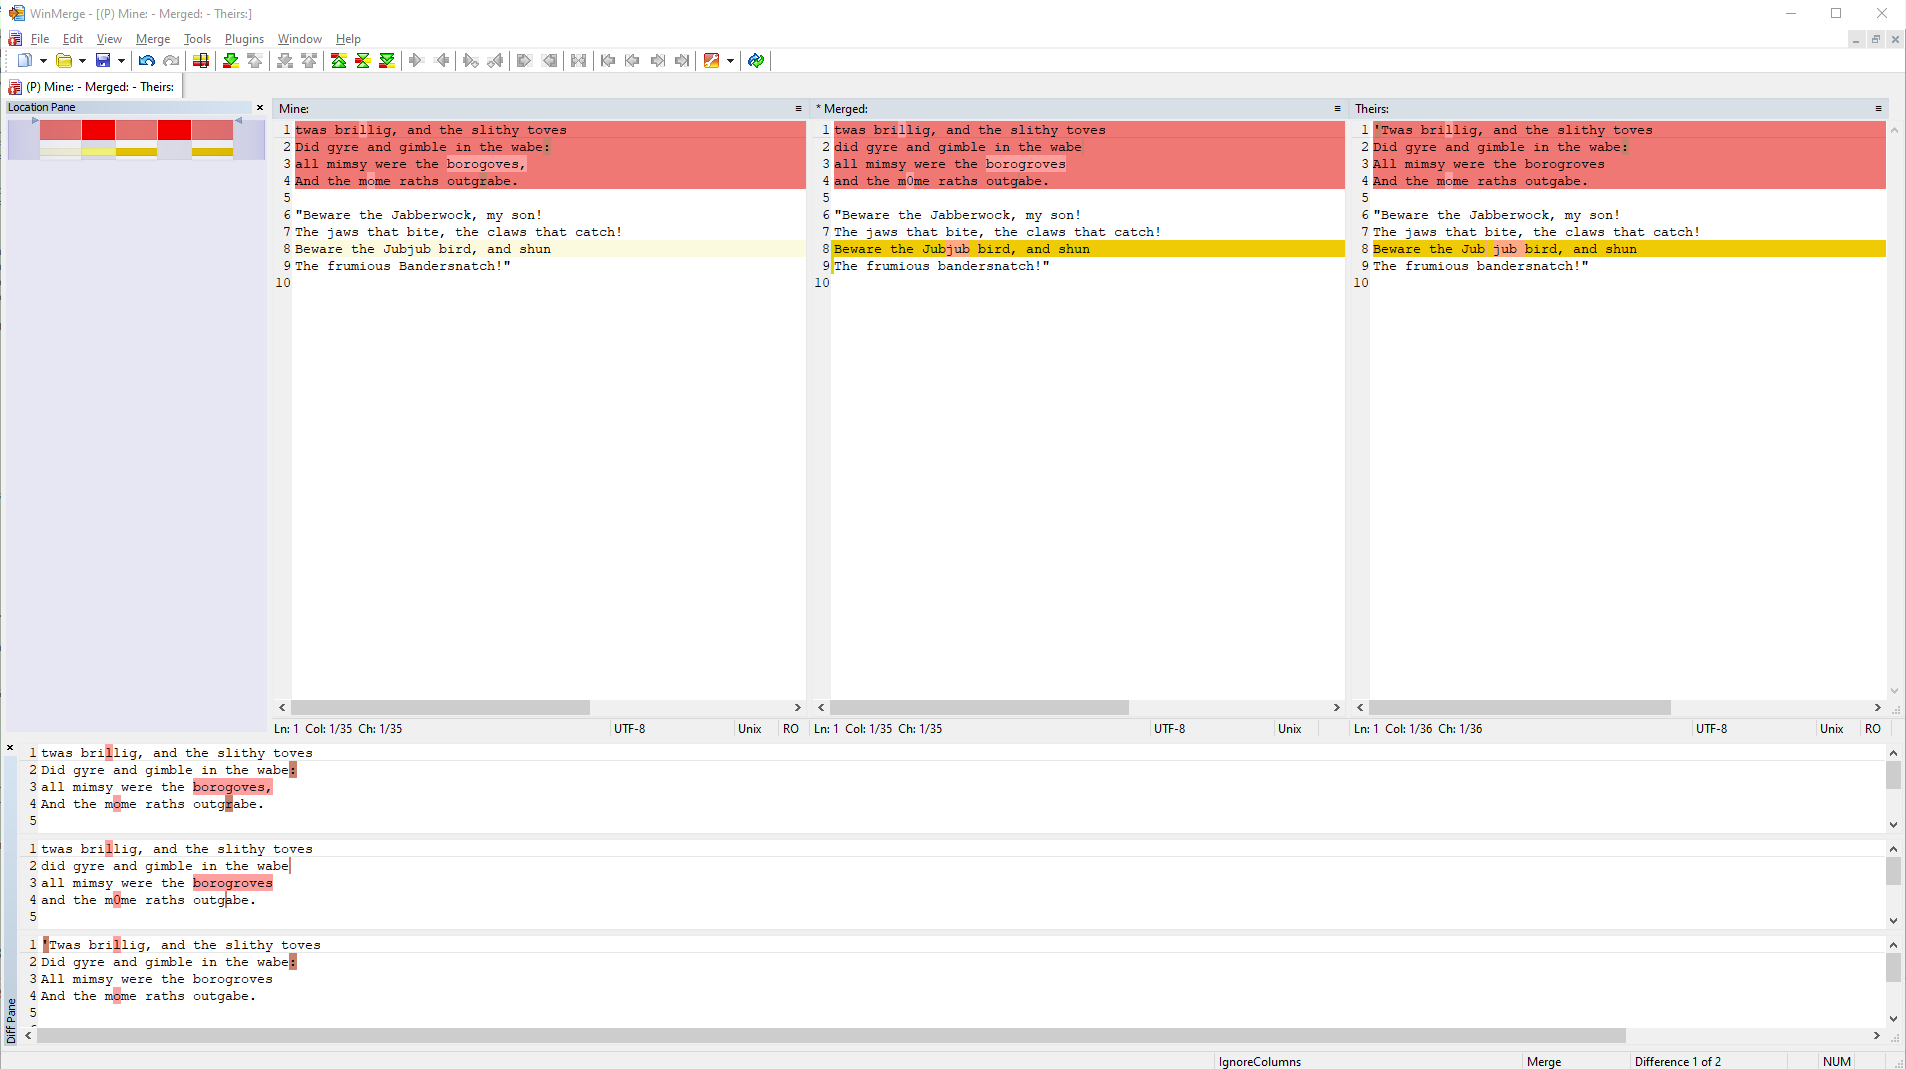 WinMerge - [(P) Mine: - Merged: - Theirs:]
File Edit View Merge Tools Plugins Window Help
(P) Mine: - Merged: - Theirs:
Location Pane
Mine:
1 twas brillig, and the slithy toves
2 Did gyre and gimble in the wabe:
3 all mimsy were the borogoves,
4 And the mome raths outgrabe.
5
6 "Beware the Jabberwock, my son!
7 The jaws that bite, the claws that catch!
8 Beware the Jubjub bird, and shun
9 The frumious Bandersnatch!"
10
* Merged:
1 twas brillig, and the slithy toves
2 did gyre and gimble in the wabe
3 all mimsy were the borogroves
4 and the m0me raths outgabe.
5
6 "Beware the Jabberwock, my son!
7 The jaws that bite, the claws that catch!
8 Beware the Jubjub bird, and shun
9 The frumious bandersnatch!"
10
Theirs:
1 'Twas brillig, and the slithy toves
2 Did gyre and gimble in the wabe:
3 All mimsy were the borogroves
4 And the mome raths outgabe.
5
6 "Beware the Jabberwock, my son!
7 The jaws that bite, the claws that catch!
8 Beware the Jub jub bird, and shun
9 The frumious bandersnatch!"
10
Ln: 1 Col: 1/35 Ch: 1/35 UTF-8 Unix RO
Ln: 1 Col: 1/35 Ch: 1/35 UTF-8 Unix
Ln: 1 Col: 1/36 Ch: 1/36 UTF-8 Unix RO
Diff Pane
1 twas brillig, and the slithy toves
2 Did gyre and gimble in the wabe:
3 all mimsy were the borogoves,
4 And the mome raths outgrabe.
5
1 twas brillig, and the slithy toves
2 did gyre and gimble in the wabe
3 all mimsy were the borogroves
4 and the m0me raths outgabe.
5
1 'Twas brillig, and the slithy toves
2 Did gyre and gimble in the wabe:
3 All mimsy were the borogroves
4 And the mome raths outgabe.
5
IgnoreColumns Merge Difference 1 of 2 NUM